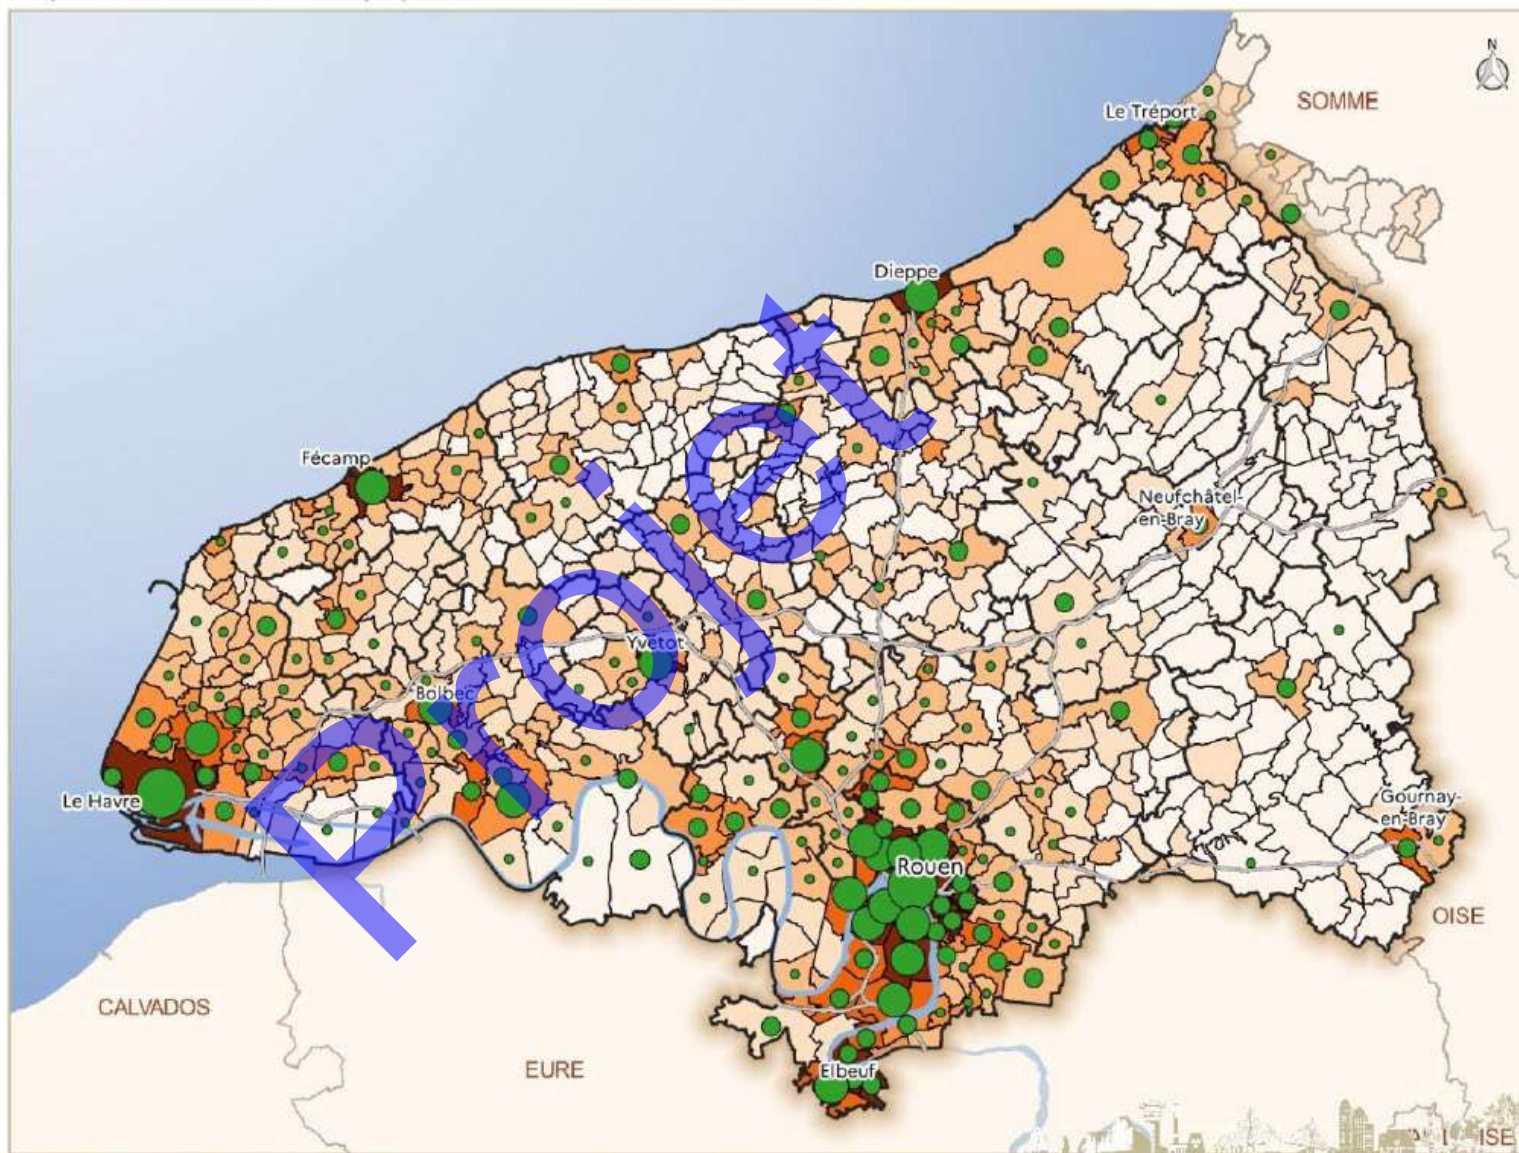 N
SOMME
Le Tréport
Dieppe
Fécamp
Neufchâtel-
en-Bray
Yvetot
Bolbec
Le Havre
Gournay-
en-Bray
Rouen
OISE
CALVADOS
EURE
Elbeuf
Projet